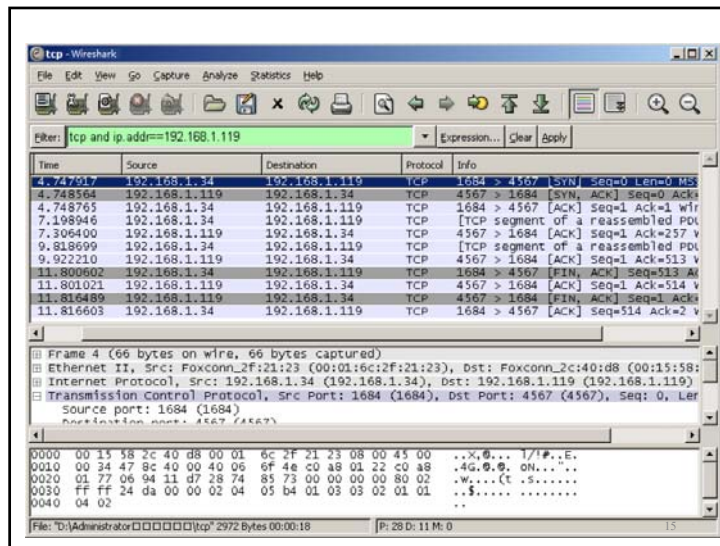 tcp - Wireshark
File Edit View Go Capture Analyze Statistics Help
Filter: tcp and ip.addr==192.168.1.119 Expression... Clear Apply
Time Source Destination Protocol Info
4.747917 192.168.1.34 192.168.1.119 TCP 1684 > 4567 [SYN] Seq=0 Len=0 MSS
4.748564 192.168.1.119 192.168.1.34 TCP 4567 > 1684 [SYN, ACK] Seq=0 Ack=
4.748765 192.168.1.34 192.168.1.119 TCP 1684 > 4567 [ACK] Seq=1 Ack=1 Win
7.198946 192.168.1.34 192.168.1.119 TCP [TCP segment of a reassembled PDU
7.306400 192.168.1.119 192.168.1.34 TCP 4567 > 1684 [ACK] Seq=1 Ack=257 W
9.818699 192.168.1.34 192.168.1.119 TCP [TCP segment of a reassembled PDU
9.922210 192.168.1.119 192.168.1.34 TCP 4567 > 1684 [ACK] Seq=1 Ack=513 W
11.800602 192.168.1.34 192.168.1.119 TCP 1684 > 4567 [FIN, ACK] Seq=513 Ac
11.801021 192.168.1.119 192.168.1.34 TCP 4567 > 1684 [ACK] Seq=1 Ack=514 W
11.816489 192.168.1.119 192.168.1.34 TCP 4567 > 1684 [FIN, ACK] Seq=1 Ack=
11.816603 192.168.1.34 192.168.1.119 TCP 1684 > 4567 [ACK] Seq=514 Ack=2 W
Frame 4 (66 bytes on wire, 66 bytes captured)
Ethernet II, Src: Foxconn_2f:21:23 (00:01:6c:2f:21:23), Dst: Foxconn_2c:40:d8 (00:15:58:
Internet Protocol, Src: 192.168.1.34 (192.168.1.34), Dst: 192.168.1.119 (192.168.1.119)
Transmission Control Protocol, Src Port: 1684 (1684), Dst Port: 4567 (4567), Seq: 0, Len
Source port: 1684 (1684)
Destination port: 4567 (4567)
0000 00 15 58 2c 40 d8 00 01 6c 2f 21 23 08 00 45 00 ..X,@... l/!#..E.
0010 00 34 47 8c 40 00 40 06 6f 4e c0 a8 01 22 c0 a8 .4G.@.@. oN..."..
0020 01 77 06 94 11 d7 28 74 85 73 00 00 00 00 80 02 .w....(t .s......
0030 ff ff 24 da 00 00 02 04 05 b4 01 03 03 02 01 01 ..$..... ........
0040 04 02 ..
File: "D:\Administrator□□□□□□\tcp" 2972 Bytes 00:00:18 P: 28 D: 11 M: 0
15